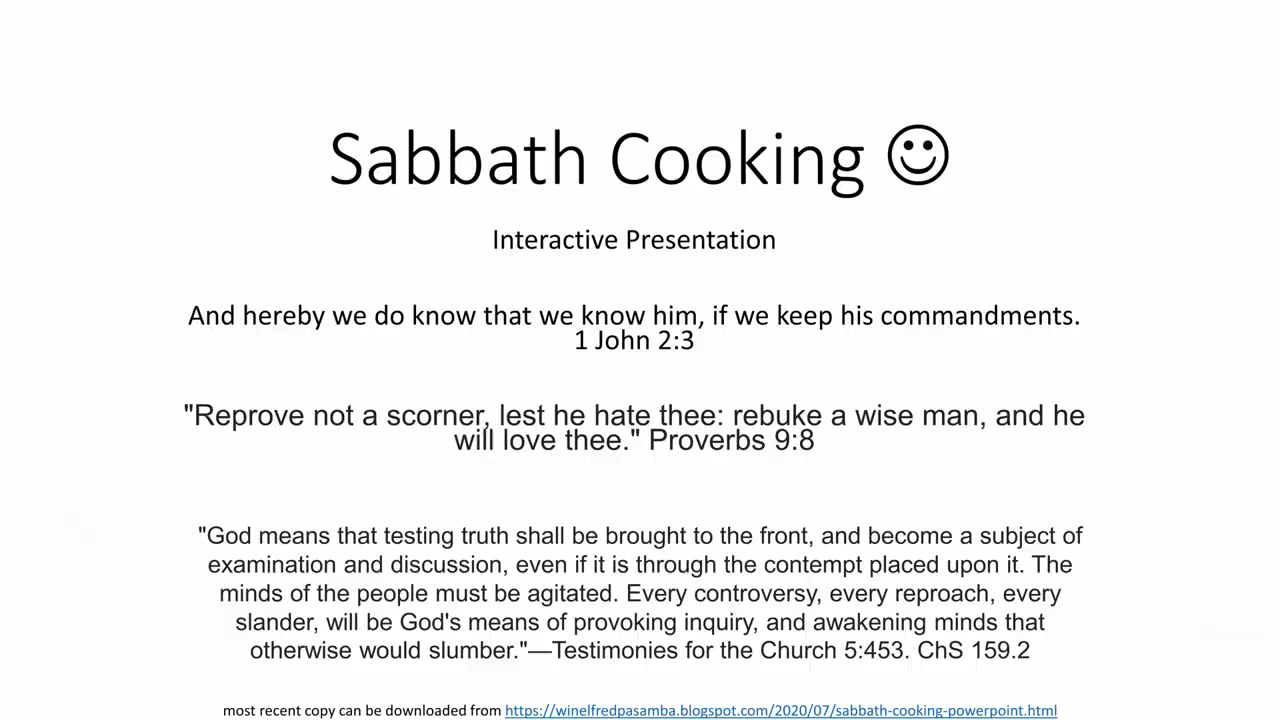 Sabbath Cooking ☺
Interactive Presentation
And hereby we do know that we know him, if we keep his commandments.
1 John 2:3
"Reprove not a scorner, lest he hate thee: rebuke a wise man, and he
will love thee." Proverbs 9:8
"God means that testing truth shall be brought to the front, and become a subject of
examination and discussion, even if it is through the contempt placed upon it. The
minds of the people must be agitated. Every controversy, every reproach, every
slander, will be God's means of provoking inquiry, and awakening minds that
otherwise would slumber."—Testimonies for the Church 5:453. ChS 159.2
most recent copy can be downloaded from https://winelfredpasamba.blogspot.com/2020/07/sabbath-cooking-powerpoint.html